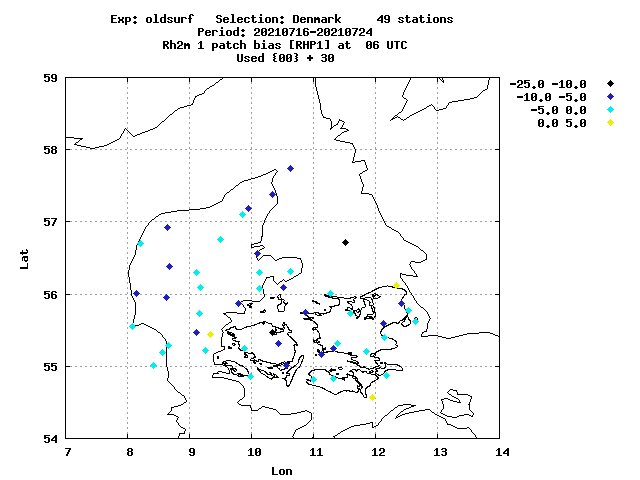 Exp: oldsurf   Selection: Denmark     49 stations
Period: 20210716-20210724
Rh2m 1 patch bias [RHP1] at  06 UTC
Used {00} + 30
-25.0 -10.0
-10.0 -5.0
-5.0 0.0
0.0 5.0
59
58
57
56
55
54
Lat
7 8 9 10 11 12 13 14
Lon